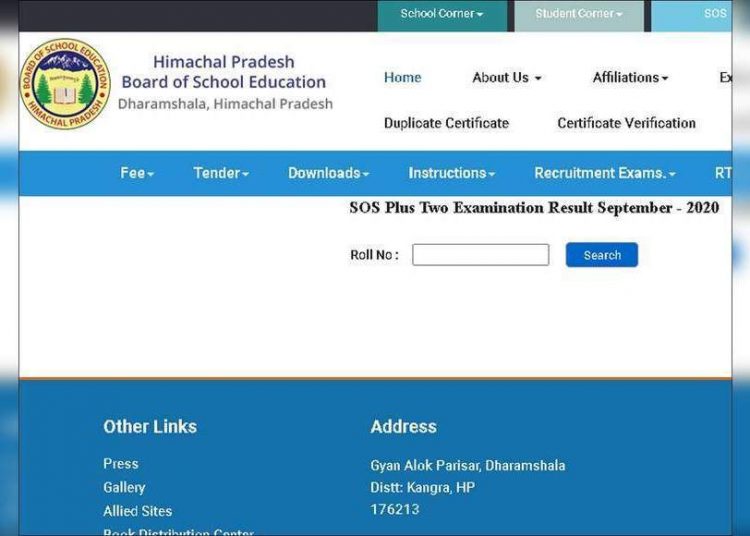 School Corner
Student Corner
SOS
BOARD OF SCHOOL EDUCATION
HIMACHAL PRADESH
Himachal Pradesh
Board of School Education
Dharamshala, Himachal Pradesh
Home
About Us
Affiliations
Ex
Duplicate Certificate
Certificate Verification
Fee
Tender
Downloads
Instructions
Recruitment Exams.
RT
SOS Plus Two Examination Result September - 2020
Roll No :
Search
Other Links
Address
Press
Gyan Alok Parisar, Dharamshala
Gallery
Distt: Kangra, HP
Allied Sites
176213
Book Distribution Center